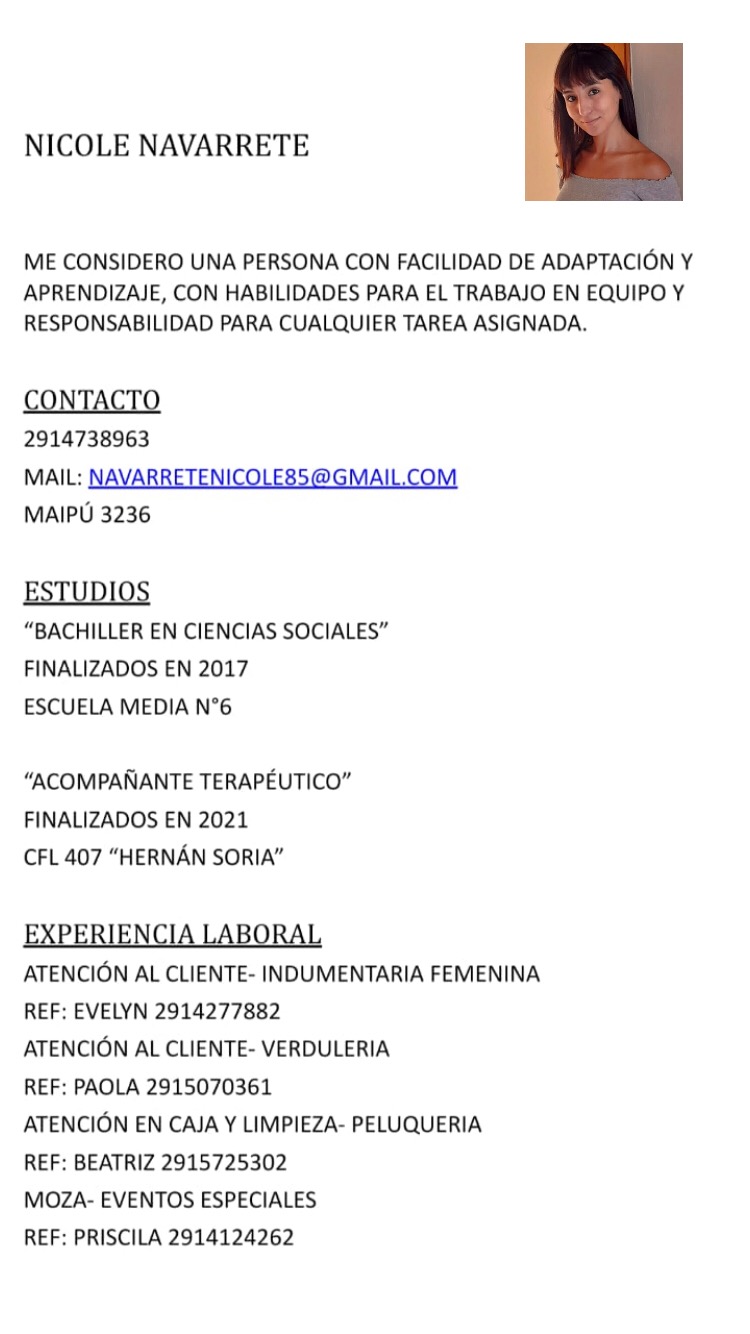 NICOLE NAVARRETE
ME CONSIDERO UNA PERSONA CON FACILIDAD DE ADAPTACIÓN Y
APRENDIZAJE, CON HABILIDADES PARA EL TRABAJO EN EQUIPO Y
RESPONSABILIDAD PARA CUALQUIER TAREA ASIGNADA.
CONTACTO
2914738963
MAIL: NAVARRETENICOLE85@GMAIL.COM
MAIPÚ 3236
ESTUDIOS
“BACHILLER EN CIENCIAS SOCIALES”
FINALIZADOS EN 2017
ESCUELA MEDIA N°6
“ACOMPAÑANTE TERAPÉUTICO”
FINALIZADOS EN 2021
CFL 407 “HERNÁN SORIA”
EXPERIENCIA LABORAL
ATENCIÓN AL CLIENTE- INDUMENTARIA FEMENINA
REF: EVELYN 2914277882
ATENCIÓN AL CLIENTE- VERDULERIA
REF: PAOLA 2915070361
ATENCIÓN EN CAJA Y LIMPIEZA- PELUQUERIA
REF: BEATRIZ 2915725302
MOZA- EVENTOS ESPECIALES
REF: PRISCILA 2914124262